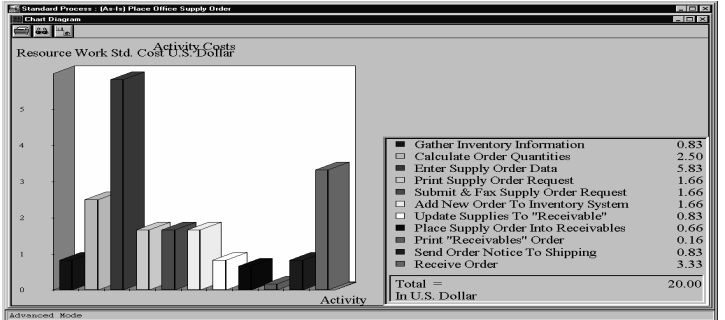 Standard Process : (As-Is) Place Office Supply Order
Chart Diagram
Activity Costs
Resource Work Std. Cost U.S. Dollar
5
4
3
2
1
0
Activity
Gather Inventory Information 0.83
Calculate Order Quantities 2.50
Enter Supply Order Data 5.83
Print Supply Order Request 1.66
Submit & Fax Supply Order Request 1.66
Add New Order To Inventory System 1.66
Update Supplies To "Receivable" 0.83
Place Supply Order Into Receivables 0.66
Print "Receivables" Order 0.16
Send Order Notice To Shipping 0.83
Receive Order 3.33
Total = 20.00
In U.S. Dollar
Advanced Mode